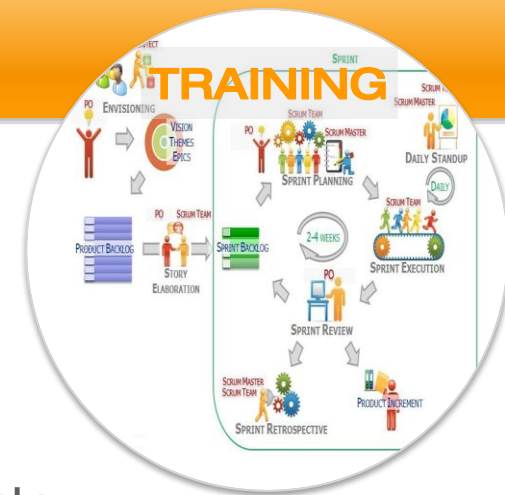 TRAINING
SPRINT
PO
ENVISIONING
VISION
THEMES
EPICS
PRODUCT BACKLOG
PO SCRUM TEAM
STORY
ELABORATION
SPRINT BACKLOG
PO
SCRUM TEAM
SCRUM MASTER
SPRINT PLANNING
SCRUM MASTER
DAILY STANDUP
DAILY
SCRUM TEAM
SPRINT EXECUTION
2-4 WEEKS
PO
SPRINT REVIEW
SCRUM MASTER
SCRUM TEAM
SPRINT RETROSPECTIVE
PRODUCT INCREMENT